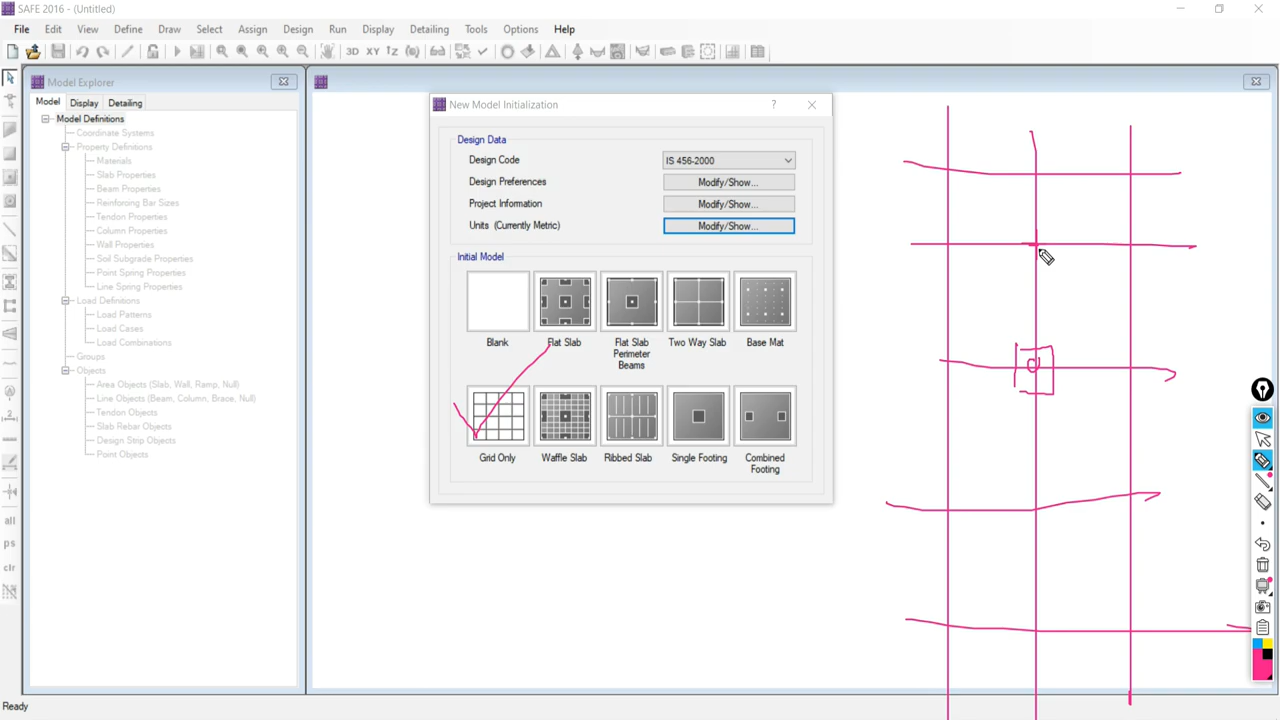 SAFE 2016 - (Untitled)
File Edit View Define Draw Select Assign Design Run Display Detailing Tools Options Help
3D XY
Model Explorer
Model Display Detailing
Model Definitions
Coordinate Systems
Property Definitions
Materials
Slab Properties
Beam Properties
Reinforcing Bar Sizes
Tendon Properties
Column Properties
Wall Properties
Soil Subgrade Properties
Point Spring Properties
Line Spring Properties
Load Definitions
Load Patterns
Load Cases
Load Combinations
Groups
Objects
Area Objects (Slab, Wall, Ramp, Null)
Line Objects (Beam, Column, Brace, Null)
Tendon Objects
Slab Rebar Objects
Design Strip Objects
Point Objects
all
ps
clr
New Model Initialization
?
Design Data
Design Code IS 456-2000
Design Preferences Modify/Show...
Project Information Modify/Show...
Units (Currently Metric) Modify/Show...
Initial Model
Blank
Flat Slab
Flat Slab
Perimeter
Beams
Two Way Slab
Base Mat
Grid Only
Waffle Slab
Ribbed Slab
Single Footing
Combined
Footing
Ready